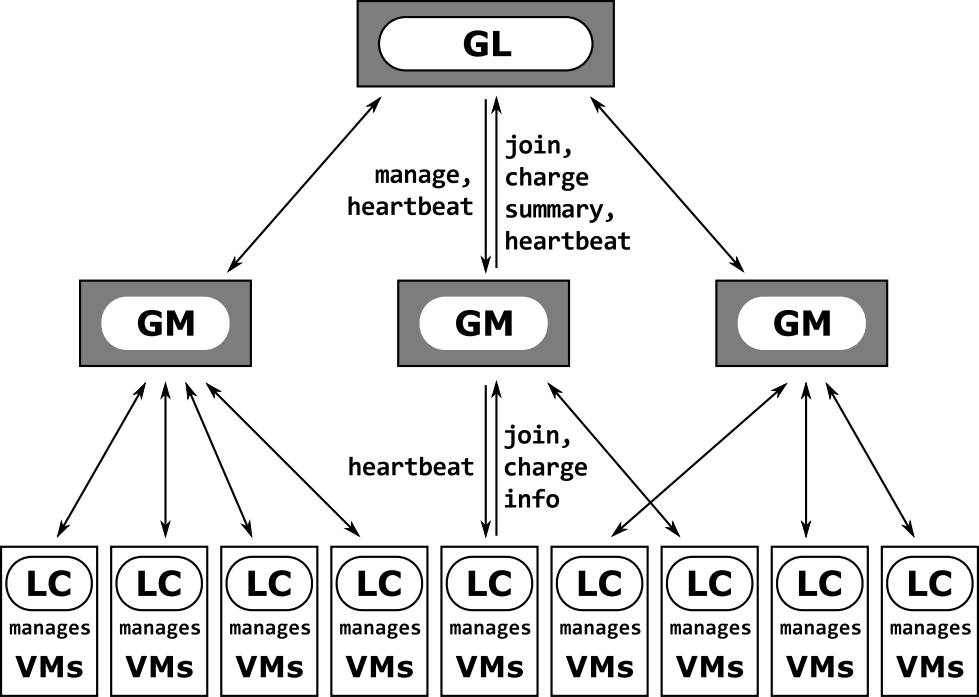 GL
manage,
heartbeat
join,
charge
summary,
heartbeat
GM
GM
GM
heartbeat
join,
charge
info
LC
manages
VMs
LC
manages
VMs
LC
manages
VMs
LC
manages
VMs
LC
manages
VMs
LC
manages
VMs
LC
manages
VMs
LC
manages
VMs
LC
manages
VMs